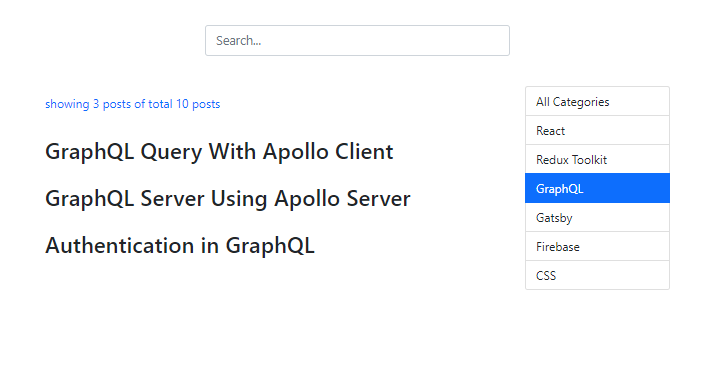 Search...
showing 3 posts of total 10 posts
GraphQL Query With Apollo Client
GraphQL Server Using Apollo Server
Authentication in GraphQL
All Categories
React
Redux Toolkit
GraphQL
Gatsby
Firebase
CSS